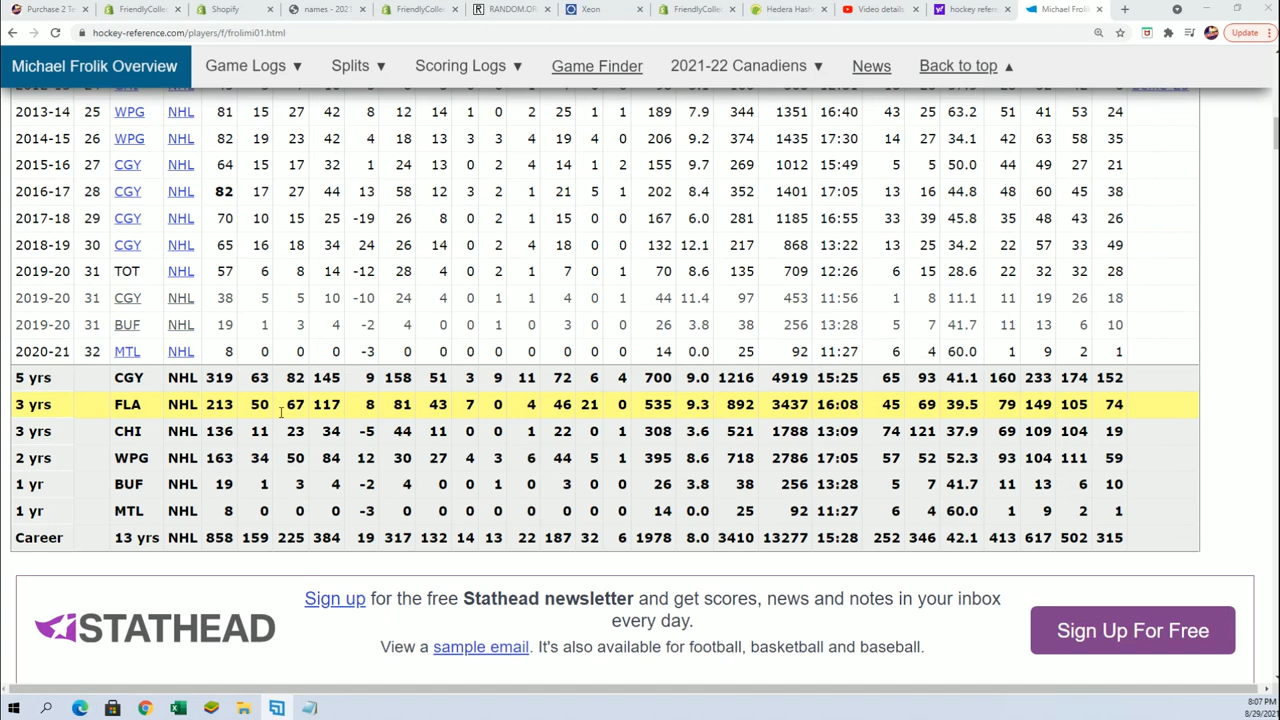 Purchase 2 Te
FriendlyCollec
Shopify
names - 2021
FriendlyCollec
RANDOM.OR
Xeon
FriendlyCollec
Hedera Hash
Video details
hockey refere
Michael Frolik
hockey-reference.com/players/f/frolimi01.html
Update
Michael Frolik Overview Game Logs ▼ Splits ▼ Scoring Logs ▼ Game Finder 2021-22 Canadiens ▼ News Back to top ▲
2013-14 25 WPG NHL 81 15 27 42 8 12 14 1 0 2 25 1 1 189 7.9 344 1351 16:40 43 25 63.2 51 41 53 24
2014-15 26 WPG NHL 82 19 23 42 4 18 13 3 3 4 19 4 0 206 9.2 374 1435 17:30 14 27 34.1 42 63 58 35
2015-16 27 CGY NHL 64 15 17 32 1 24 13 0 2 4 14 1 2 155 9.7 269 1012 15:49 5 5 50.0 44 49 27 21
2016-17 28 CGY NHL 82 17 27 44 13 58 12 3 2 1 21 5 1 202 8.4 352 1401 17:05 13 16 44.8 48 60 45 38
2017-18 29 CGY NHL 70 10 15 25 -19 26 8 0 2 1 15 0 0 167 6.0 281 1185 16:55 33 39 45.8 35 48 43 26
2018-19 30 CGY NHL 65 16 18 34 24 26 14 0 2 4 18 0 0 132 12.1 217 868 13:22 13 25 34.2 22 57 33 49
2019-20 31 TOT NHL 57 6 8 14 -12 28 4 0 2 1 7 0 1 70 8.6 135 709 12:26 6 15 28.6 22 32 32 28
2019-20 31 CGY NHL 38 5 5 10 -10 24 4 0 1 1 4 0 1 44 11.4 97 453 11:56 1 8 11.1 11 19 26 18
2019-20 31 BUF NHL 19 1 3 4 -2 4 0 0 1 0 3 0 0 26 3.8 38 256 13:28 5 7 41.7 11 13 6 10
2020-21 32 MTL NHL 8 0 0 0 -3 0 0 0 0 0 0 0 0 14 0.0 25 92 11:27 6 4 60.0 1 9 2 1
5 yrs CGY NHL 319 63 82 145 9 158 51 3 9 11 72 6 4 700 9.0 1216 4919 15:25 65 93 41.1 160 233 174 152
3 yrs FLA NHL 213 50 67 117 8 81 43 7 0 4 46 21 0 535 9.3 892 3437 16:08 45 69 39.5 79 149 105 74
3 yrs CHI NHL 136 11 23 34 -5 44 11 0 0 1 22 0 1 308 3.6 521 1788 13:09 74 121 37.9 69 109 104 19
2 yrs WPG NHL 163 34 50 84 12 30 27 4 3 6 44 5 1 395 8.6 718 2786 17:05 57 52 52.3 93 104 111 59
1 yr BUF NHL 19 1 3 4 -2 4 0 0 1 0 3 0 0 26 3.8 38 256 13:28 5 7 41.7 11 13 6 10
1 yr MTL NHL 8 0 0 0 -3 0 0 0 0 0 0 0 0 14 0.0 25 92 11:27 6 4 60.0 1 9 2 1
Career 13 yrs NHL 858 159 225 384 19 317 132 14 13 22 187 32 6 1978 8.0 3410 13277 15:28 252 346 42.1 413 617 502 315
STATHEAD
Sign up for the free Stathead newsletter and get scores, news and notes in your inbox
every day.
View a sample email. It's also available for football, basketball and baseball.
Sign Up For Free
8:07 PM
8/29/2021